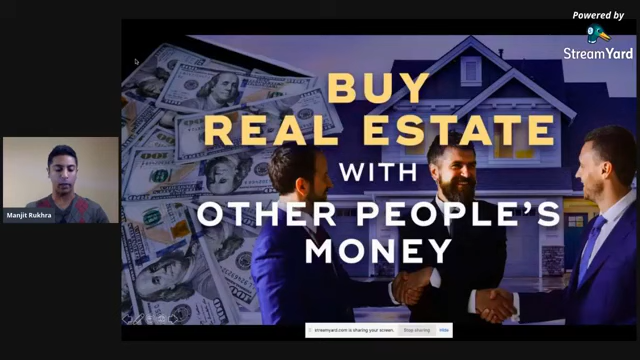 Powered by
StreamYard
BUY
REAL ESTATE
WITH
OTHER PEOPLE'S
MONEY
Manjit Rukhra
streamyard.com is sharing your screen.
Stop sharing
Hide